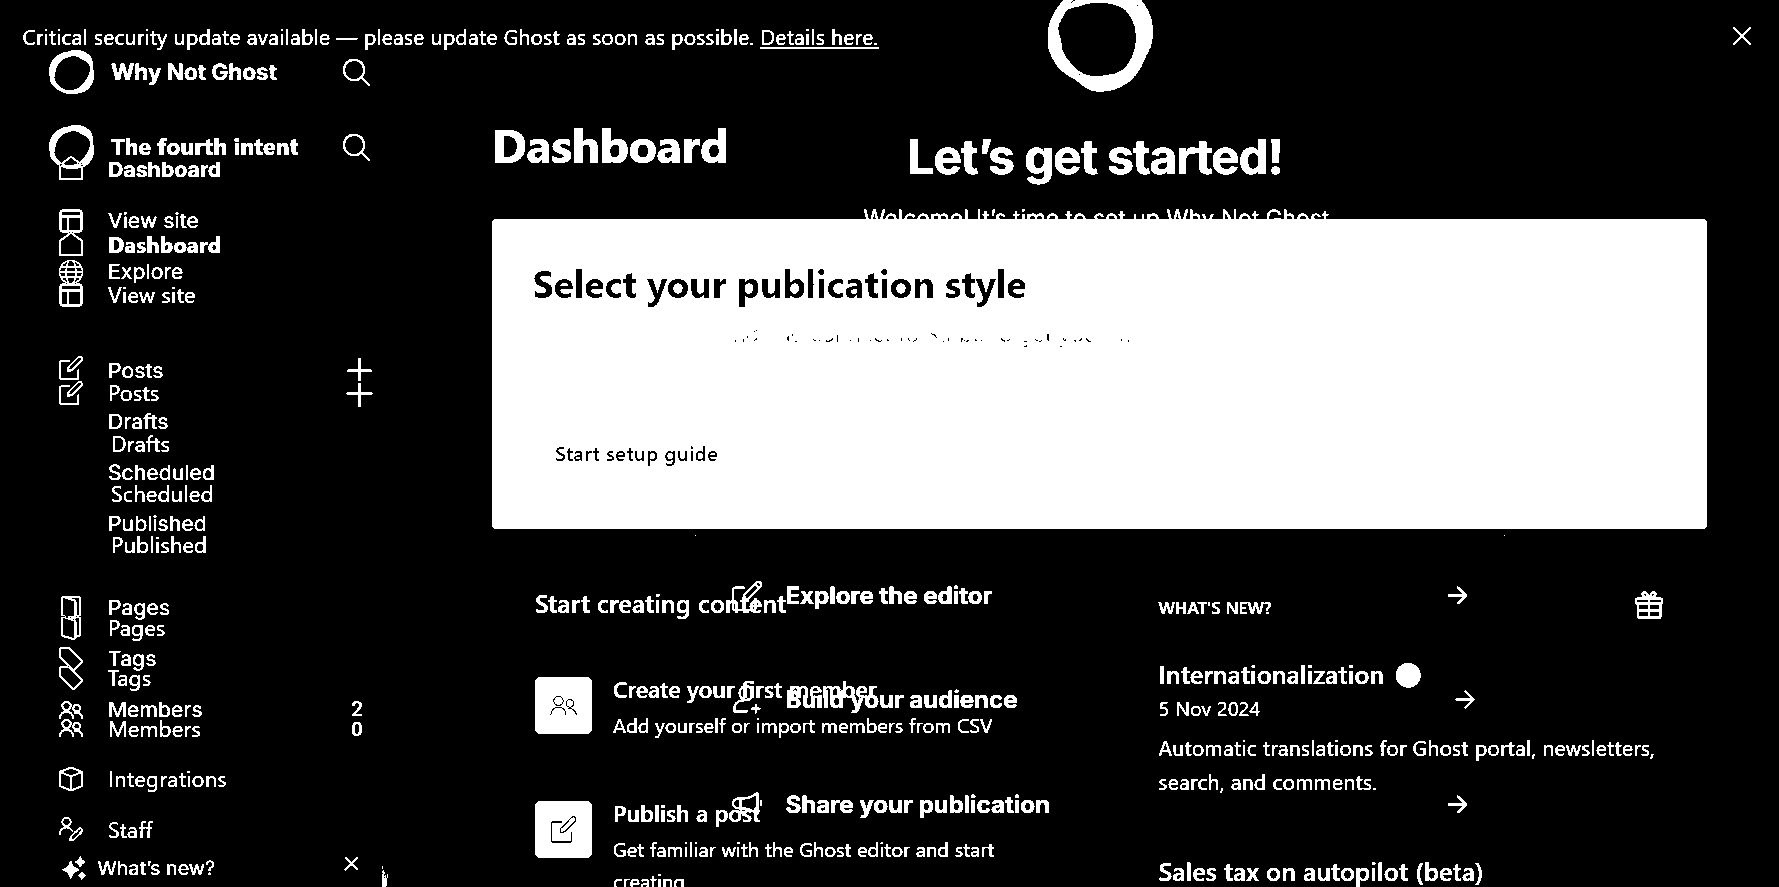 Critical security update available — please update Ghost as soon as possible. Details here.
Why Not Ghost
The fourth intent
Dashboard
View site
Dashboard
Explore
View site
Posts
Posts
Drafts
Drafts
Scheduled
Scheduled
Published
Published
Pages
Pages
Tags
Tags
Members 2
Members 0
Integrations
Staff
What's new?
Dashboard
Let's get started!
Welcome! It's time to set up Why Not Ghost
Select your publication style
Start setup guide
Start creating content
Explore the editor
Create your first member
Add yourself or import members from CSV
Build your audience
Publish a post
Share your publication
Get familiar with the Ghost editor and start
creating
WHAT'S NEW?
Internationalization
5 Nov 2024
Automatic translations for Ghost portal, newsletters,
search, and comments.
Sales tax on autopilot (beta)